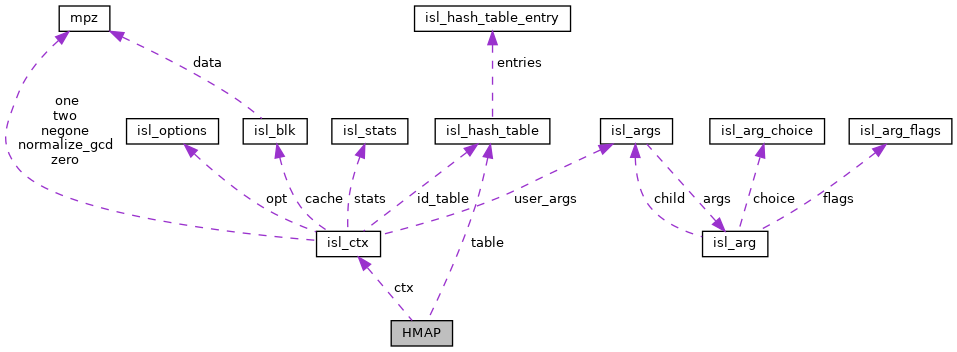 mpz
isl_hash_table_entry
data
entries
one
two
negone
normalize_gcd
zero
isl_options
isl_blk
isl_stats
isl_hash_table
isl_args
isl_arg_choice
isl_arg_flags
opt
cache
stats
id_table
user_args
child
args
choice
flags
isl_ctx
table
isl_arg
ctx
HMAP